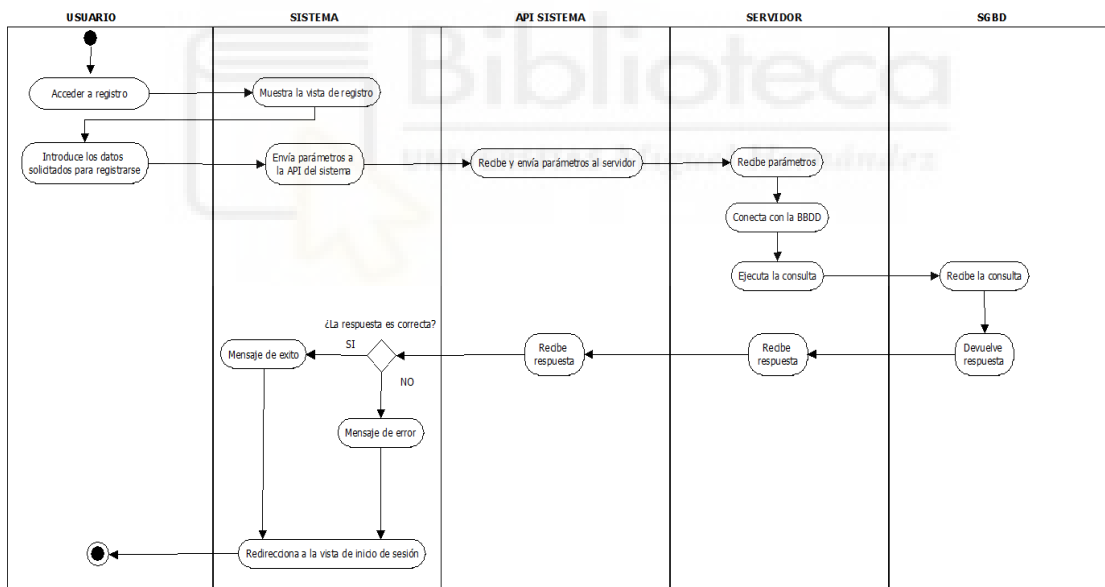 USUARIO
SISTEMA
API SISTEMA
SERVIDOR
SGBD
Biblioteca
Acceder a registro
Muestra la vista de registro
Introduce los datos
solicitados para registrarse
Envía parámetros a
la API del sistema
Recibe y envía parámetros al servidor
Recibe parámetros
Conecta con la BBDD
Ejecuta la consulta
Recibe la consulta
¿La respuesta es correcta?
SI
Mensaje de exito
Recibe
respuesta
Recibe
respuesta
Devuelve
respuesta
NO
Mensaje de error
Redirecciona a la vista de inicio de sesión